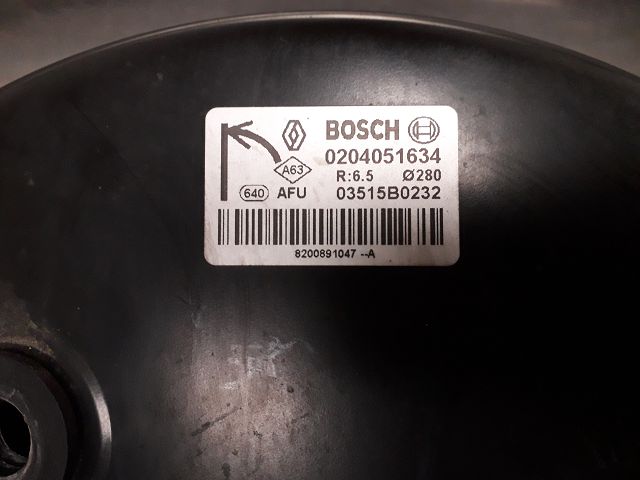 BOSCH
0204051634
A63
R:6.5 Ø280
640 AFU 03515B0232
8200891047 --A